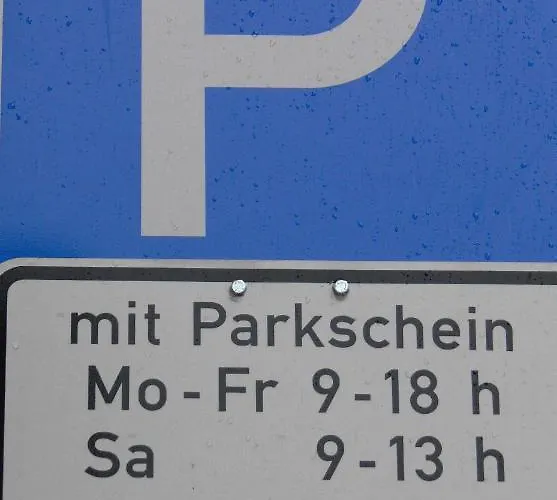 P
mit Parkschein
Mo - Fr 9 - 18 h
Sa 9 - 13 h